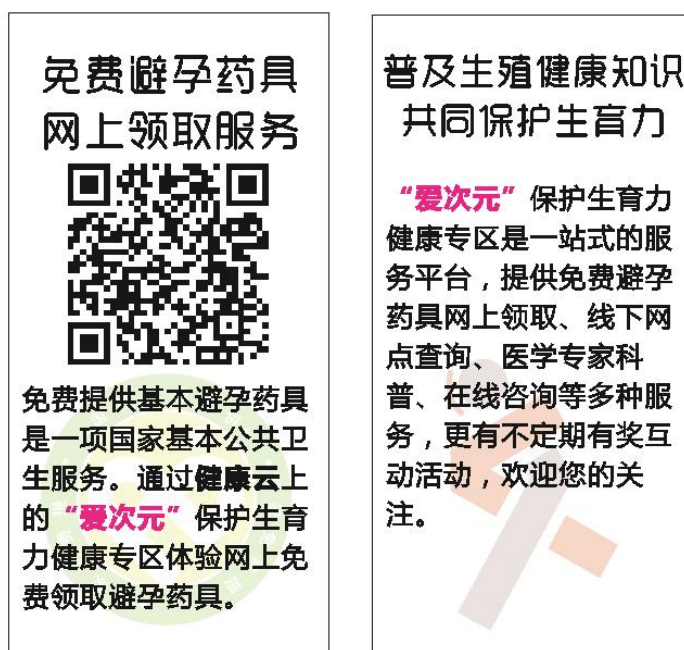 免费避孕药具
网上领取服务
免费提供基本避孕药具
是一项国家基本公共卫
生服务。通过健康云上
的“爱次元”保护生育
力健康专区体验网上免
费领取避孕药具。
普及生殖健康知识
共同保护生育力
“爱次元”保护生育力
健康专区是一站式的服
务平台，提供免费避孕
药具网上领取、线下网
点查询、医学专家科
普、在线咨询等多种服
务，更有不定期有奖互
动活动，欢迎您的关
注。